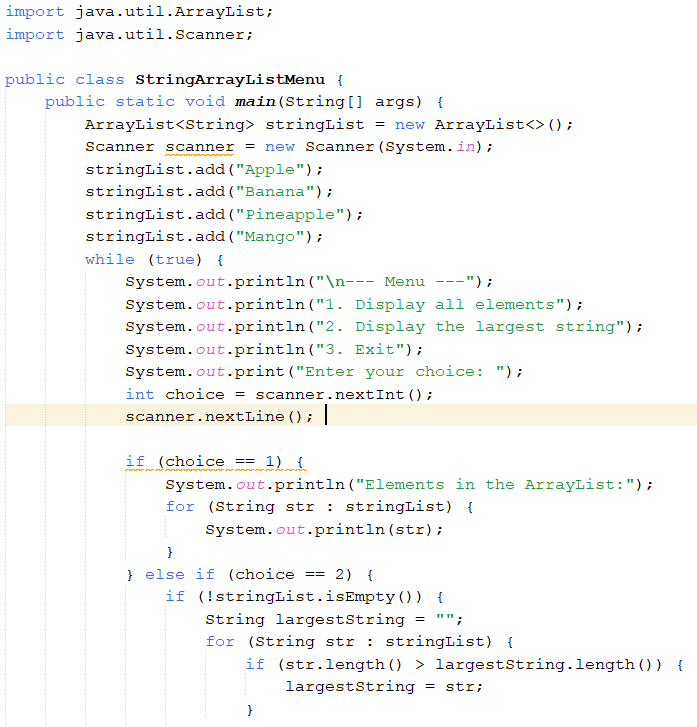 import java.util.ArrayList;
import java.util.Scanner;

public class StringArrayListMenu {
    public static void main(String[] args) {
        ArrayList<String> stringList = new ArrayList<>();
        Scanner scanner = new Scanner(System.in);
        stringList.add("Apple");
        stringList.add("Banana");
        stringList.add("Pineapple");
        stringList.add("Mango");
        while (true) {
            System.out.println("\n--- Menu ---");
            System.out.println("1. Display all elements");
            System.out.println("2. Display the largest string");
            System.out.println("3. Exit");
            System.out.print("Enter your choice: ");
            int choice = scanner.nextInt();
            scanner.nextLine();

            if (choice == 1) {
                System.out.println("Elements in the ArrayList:");
                for (String str : stringList) {
                    System.out.println(str);
                }
            } else if (choice == 2) {
                if (!stringList.isEmpty()) {
                    String largestString = "";
                    for (String str : stringList) {
                        if (str.length() > largestString.length()) {
                            largestString = str;
                        }